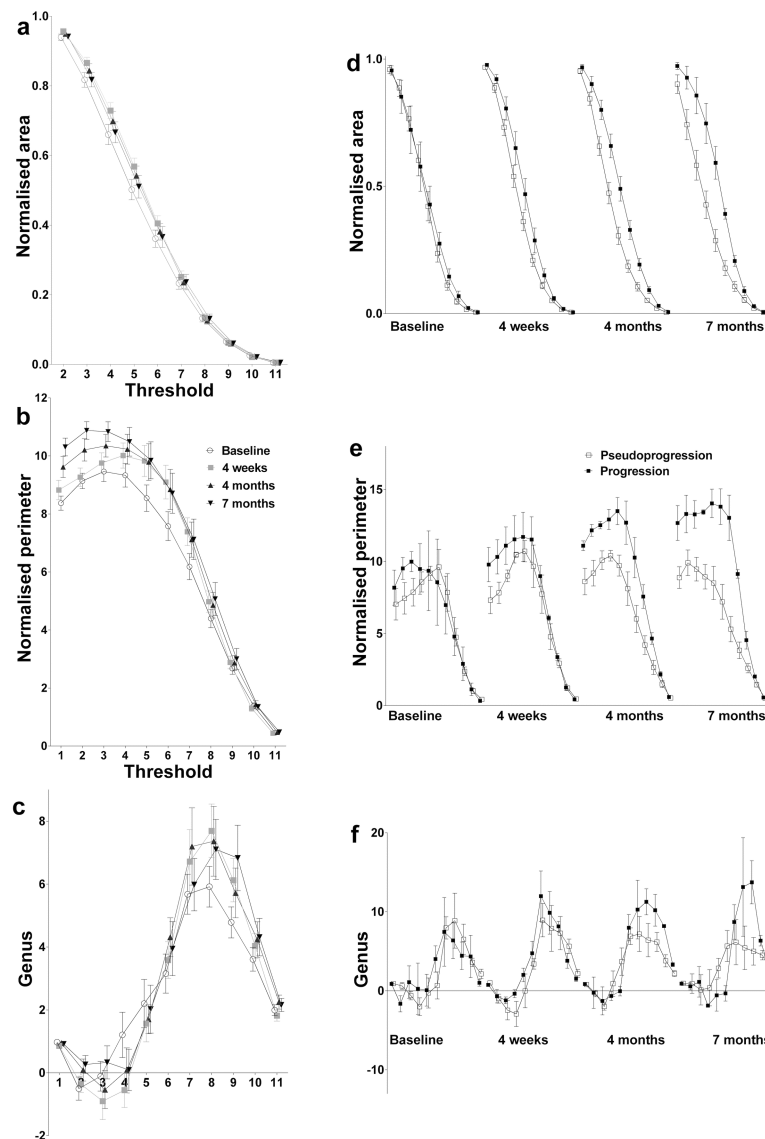 a
1.0
0.8
0.6
0.4
0.2
0.0
Normalised area
2 3 4 5 6 7 8 9 10 11
Threshold
b
14
12
10
8
6
4
2
0
Normalised perimeter
Baseline
4 weeks
4 months
7 months
1 2 3 4 5 6 7 8 9 10 11
Threshold
c
8
6
4
2
0
-2
Genus
1 2 3 4 5 6 7 8 9 10 11
d
1.0
0.5
0.0
Normalised area
Baseline 4 weeks 4 months 7 months
e
Pseudoprogression
Progression
15
10
5
0
Normalised perimeter
Baseline 4 weeks 4 months 7 months
f
20
10
0
-10
Genus
Baseline 4 weeks 4 months 7 months